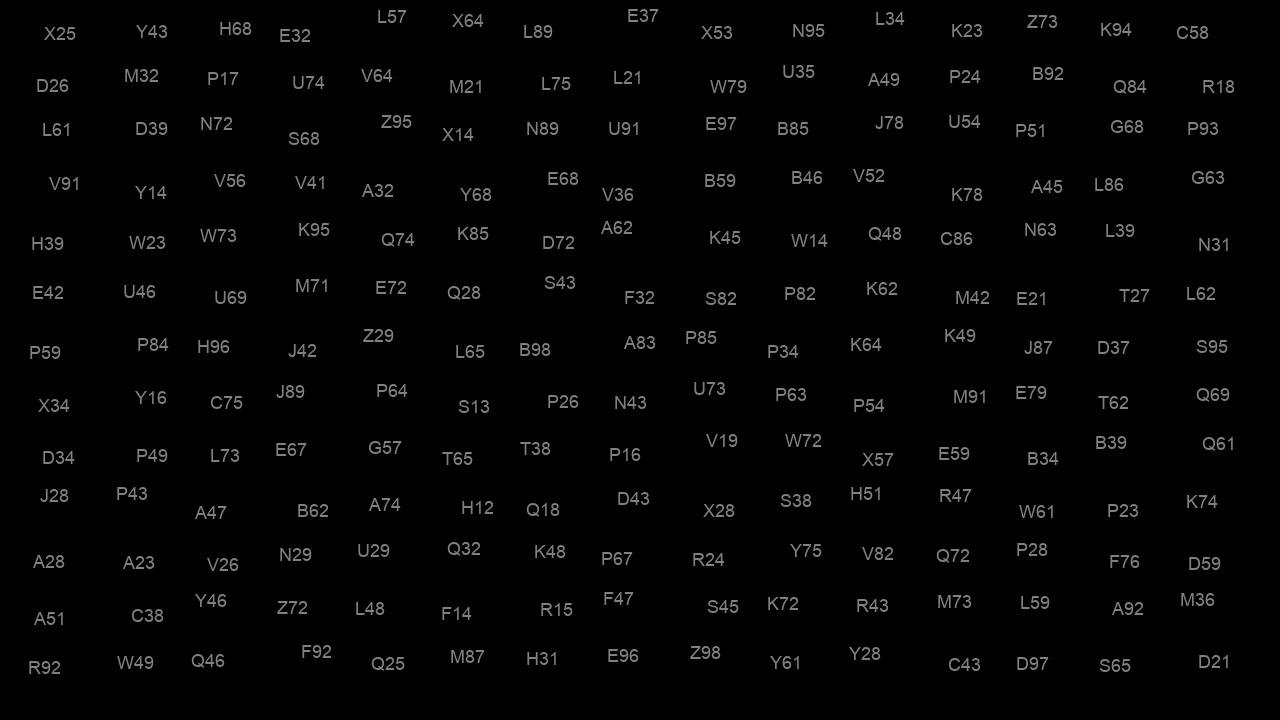 X25 Y43 H68 E32 L57 X64 L89 E37 X53 N95 L34 K23 Z73 K94 C58
D26 M32 P17 U74 V64 M21 L75 L21 W79 U35 A49 P24 B92 Q84 R18
L61 D39 N72 S68 Z95 X14 N89 U91 E97 B85 J78 U54 P51 G68 P93
V91 Y14 V56 V41 A32 Y68 E68 V36 B59 B46 V52 K78 A45 L86 G63
H39 W23 W73 K95 Q74 K85 D72 A62 K45 W14 Q48 C86 N63 L39 N31
E42 U46 U69 M71 E72 Q28 S43 F32 S82 P82 K62 M42 E21 T27 L62
P59 P84 H96 J42 Z29 L65 B98 A83 P85 P34 K64 K49 J87 D37 S95
X34 Y16 C75 J89 P64 S13 P26 N43 U73 P63 P54 M91 E79 T62 Q69
D34 P49 L73 E67 G57 T65 T38 P16 V19 W72 X57 E59 B34 B39 Q61
J28 P43 A47 B62 A74 H12 Q18 D43 X28 S38 H51 R47 W61 P23 K74
A28 A23 V26 N29 U29 Q32 K48 P67 R24 Y75 V82 Q72 P28 F76 D59
A51 C38 Y46 Z72 L48 F14 R15 F47 S45 K72 R43 M73 L59 A92 M36
R92 W49 Q46 F92 Q25 M87 H31 E96 Z98 Y61 Y28 C43 D97 S65 D21